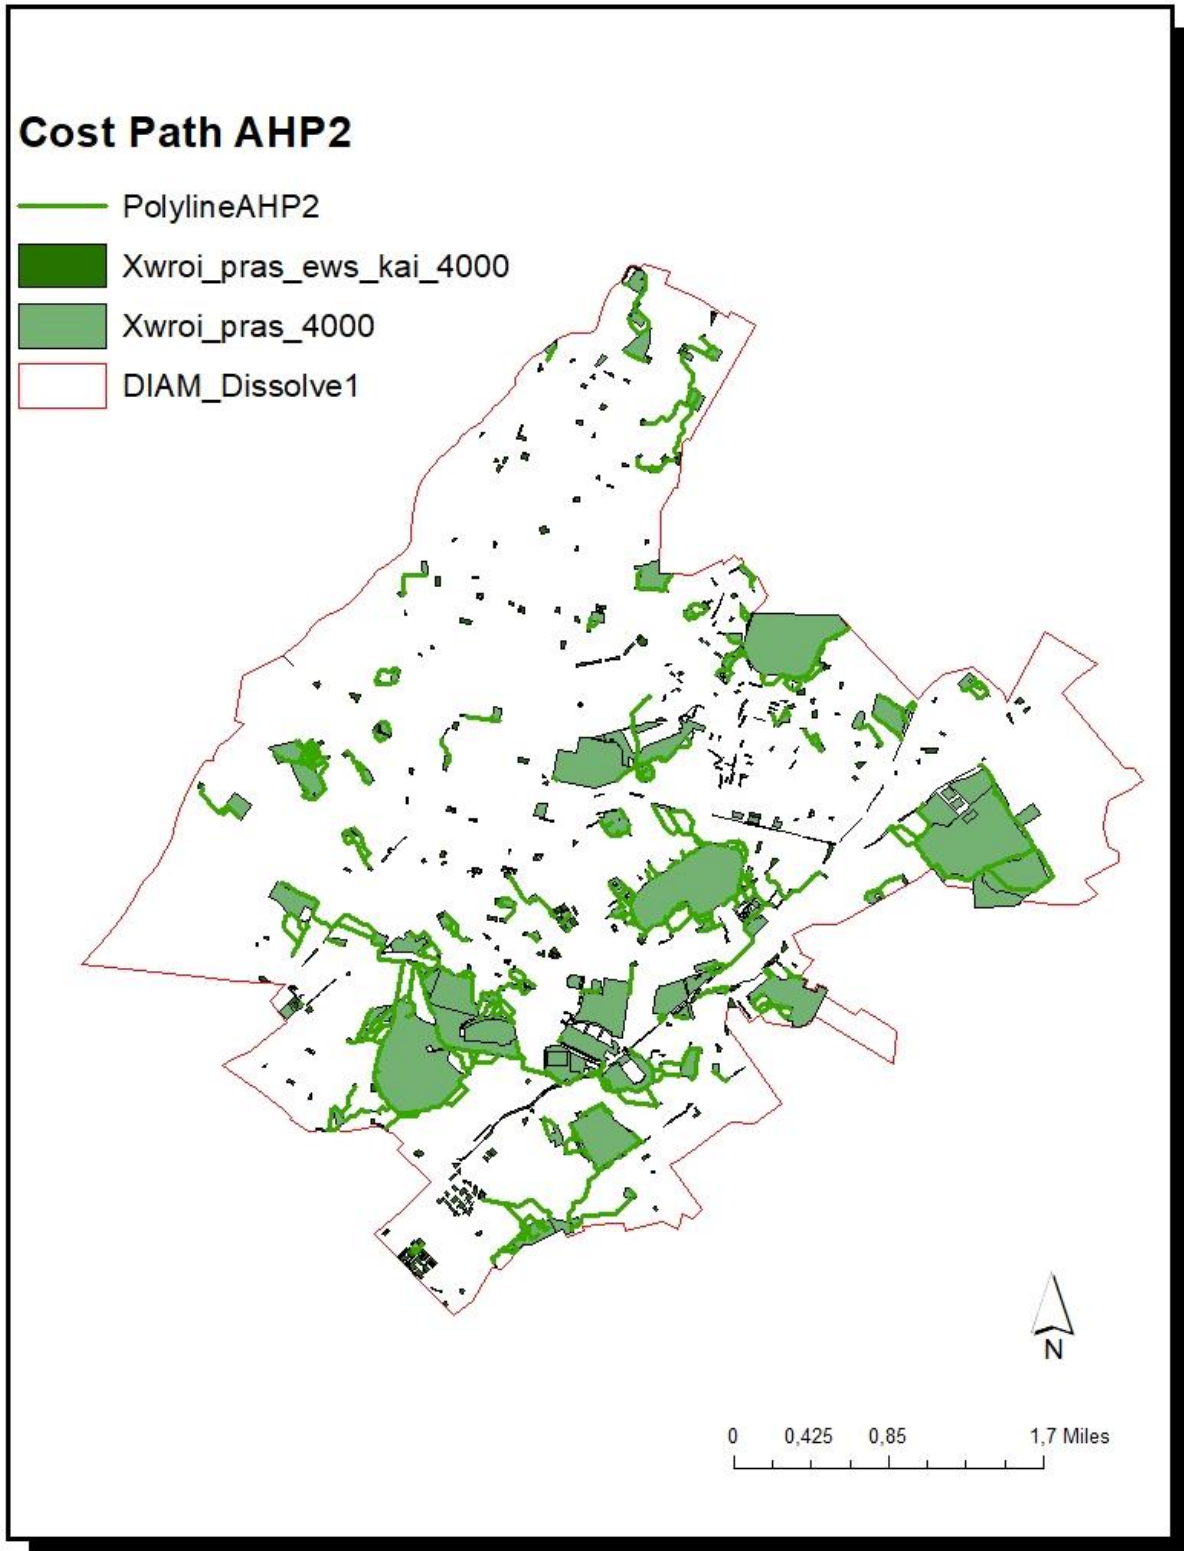 Cost Path AHP2
PolylineAHP2
Xwroi_pras_ews_kai_4000
Xwroi_pras_4000
DIAM_Dissolve1
N
0 0,425 0,85 1,7 Miles